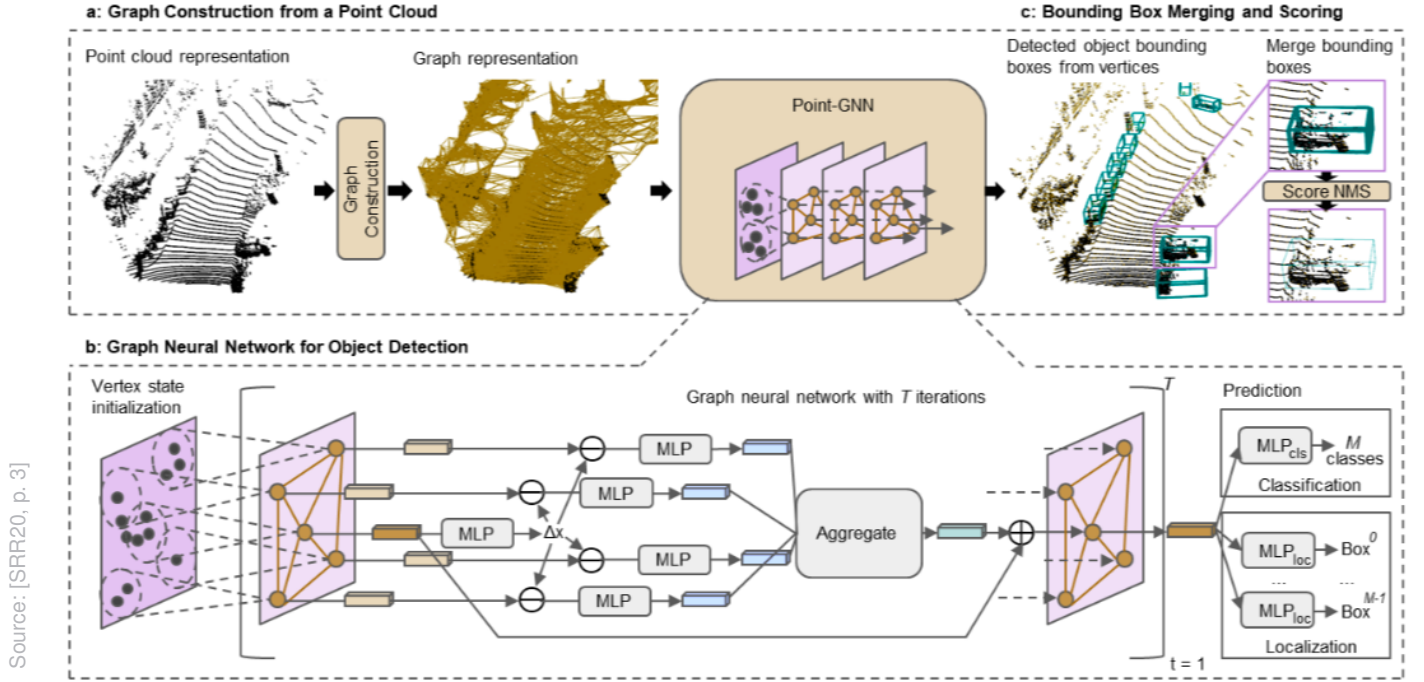 a: Graph Construction from a Point Cloud
c: Bounding Box Merging and Scoring
Point cloud representation
Graph representation
Detected object bounding
boxes from vertices
Merge bounding
boxes
Graph
Construction
Point-GNN
Score NMS
b: Graph Neural Network for Object Detection
Vertex state
initialization
Graph neural network with T iterations
T
Prediction
MLP
MLP
MLP
Δx
MLP
MLP
Aggregate
MLPcls
M
classes
Classification
MLPloc
Box0
...
...
MLPloc
BoxM-1
Localization
t = 1
Source: [SRR20, p. 3]